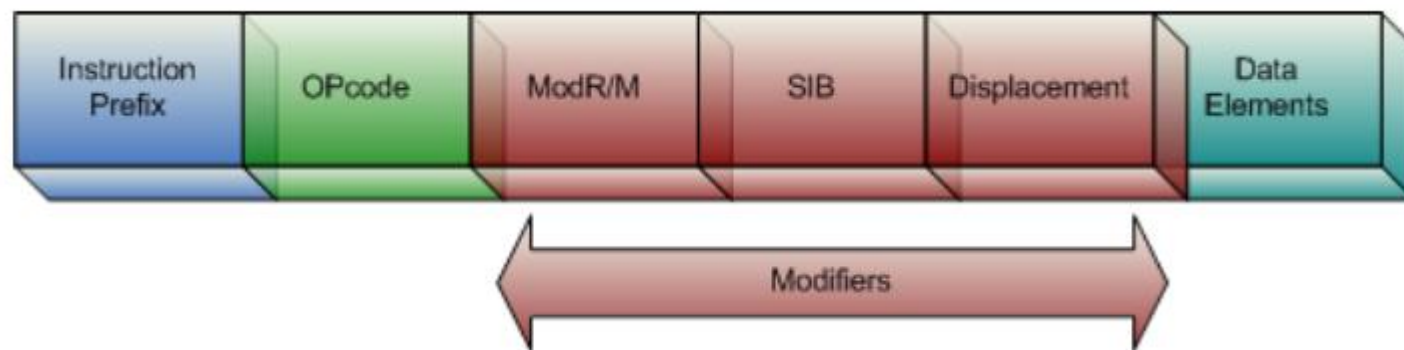 Instruction
Prefix
OPcode
ModR/M
SIB
Displacement
Data
Elements
Modifiers